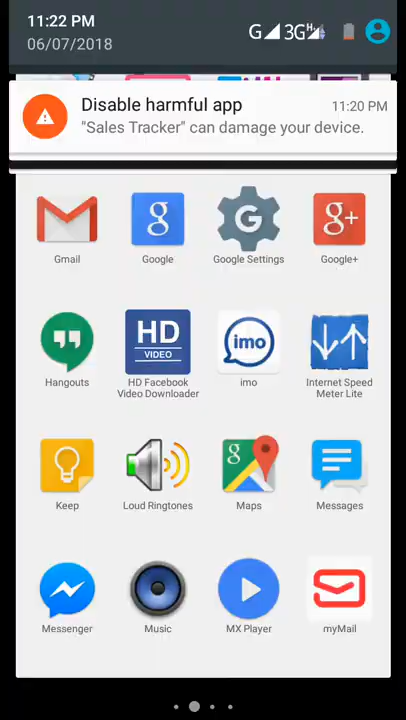 11:22 PM
06/07/2018
G 3G H
Disable harmful app 11:20 PM
"Sales Tracker" can damage your device.
g G g+
Gmail Google Google Settings Google+
HD
VIDEO
imo
Hangouts HD Facebook Video Downloader imo Internet Speed Meter Lite
g
Keep Loud Ringtones Maps Messages
Messenger Music MX Player myMail